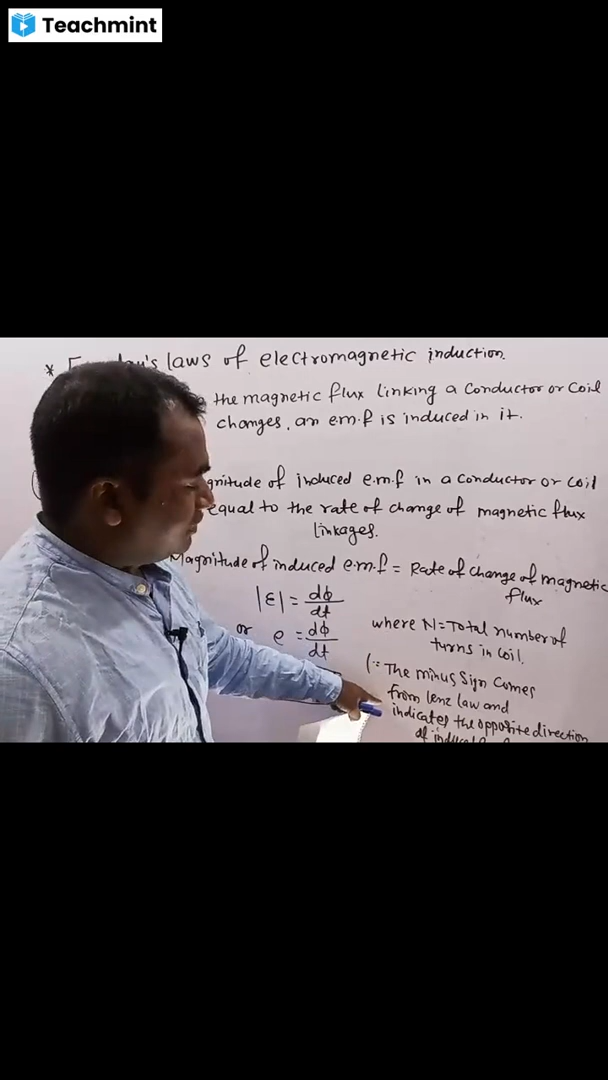 Teachmint
* laws of electromagnetic induction.
the magnetic flux linking a conductor or coil
changes, an em.f is induced in it.
of induced e.m.f in a conductor or coil
equal to the rate of change of magnetic flux
linkages.
Magnitude of induced e.m.f = Rate of change of magnetic
flux
|ε| = dφ/dt
or e = dφ/dt
where N = Total number of
turns in coil.
(∵ The minus sign comes
from lenz law and
indicates the opposite direction
of